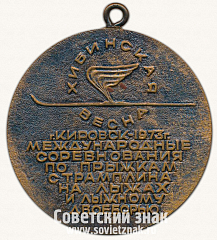 ХИБИНСКАЯ
ВЕСНА
г.КИРОВСК-1973г.
МЕЖДУНАРОДНЫЕ
СОРЕВНОВАНИЯ
ПО ПРЫЖКАМ
С ТРАМПЛИНА
НА ЛЫЖАХ
И ЛЫЖНОМУ
ДВОЕБОРЬЮ
Советский знак